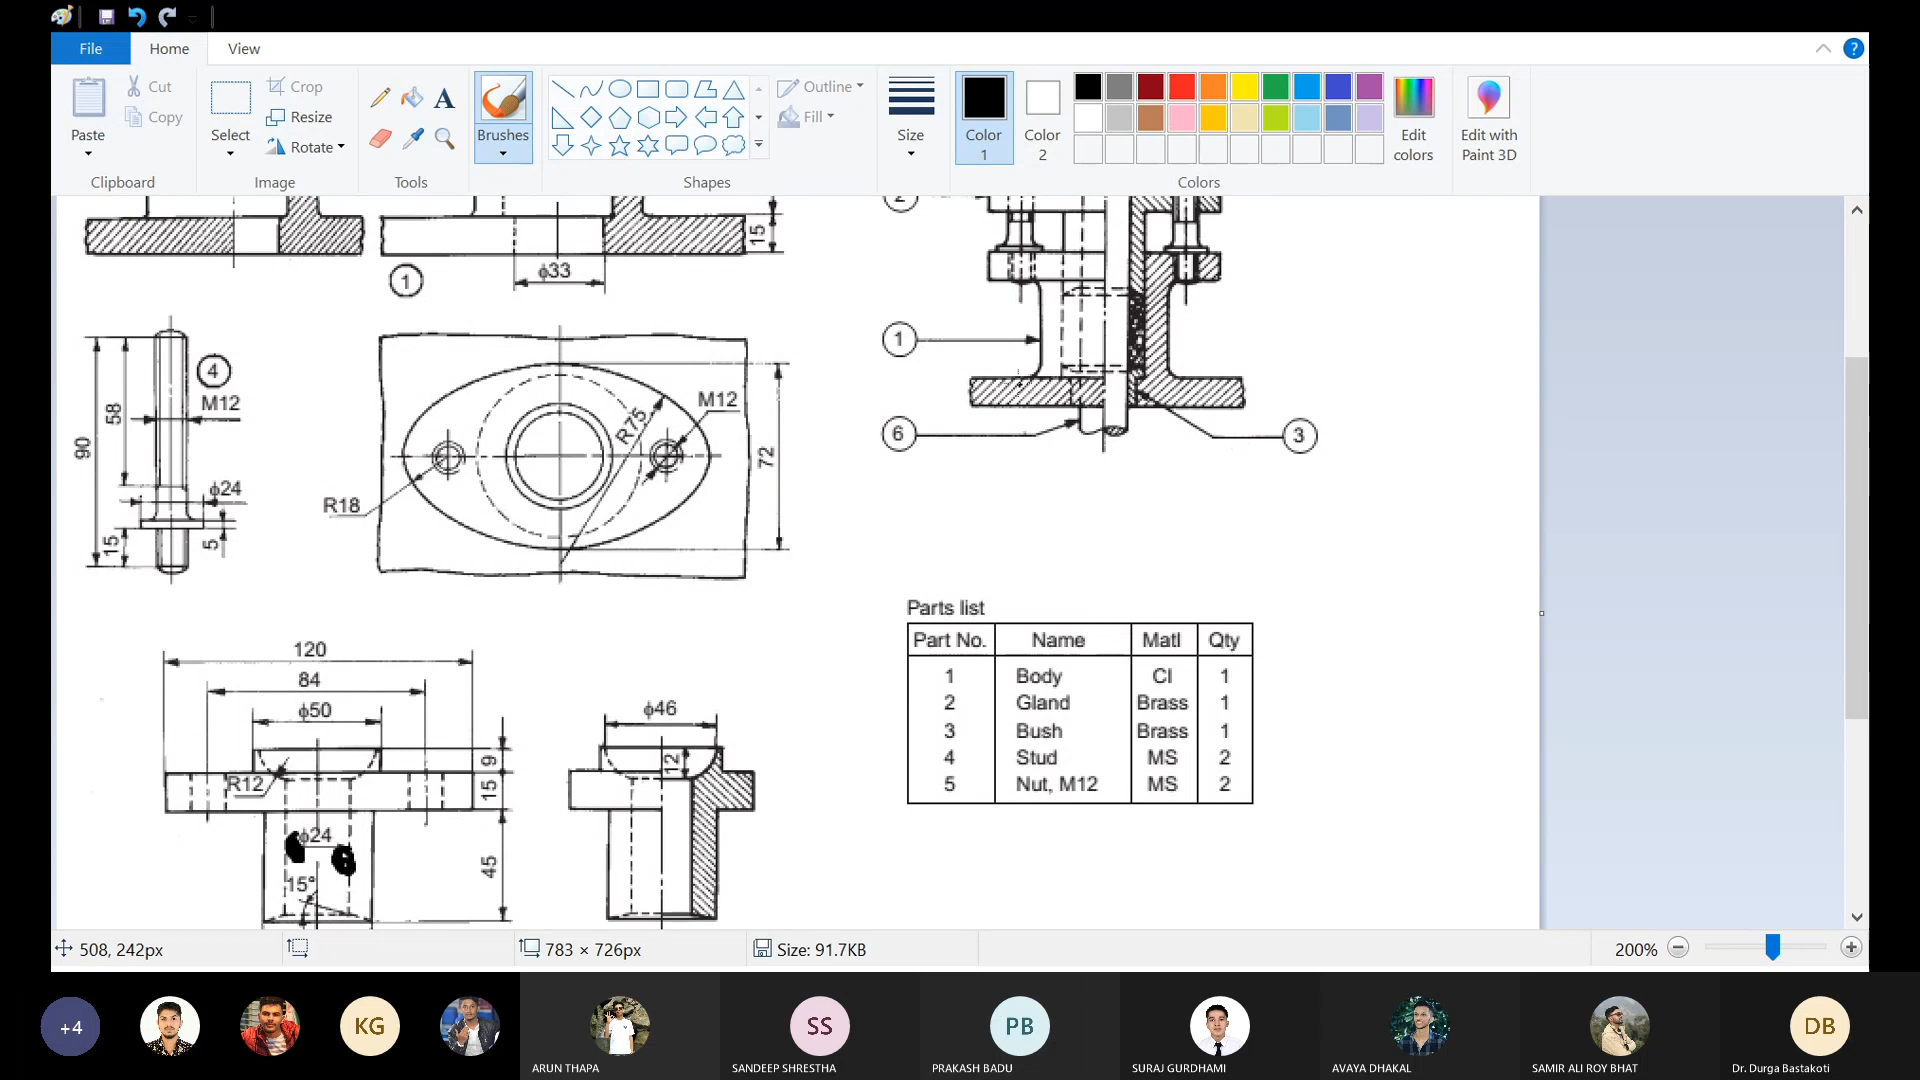 File Home View
Paste
Cut
Copy
Clipboard
Select
Crop
Resize
Rotate
Image
A
Tools
Brushes
Shapes
Outline
Fill
Size
Color 1
Color 2
Edit colors
Edit with Paint 3D
Colors
?
15
ϕ33
1
4
M12
58
90
ϕ24
15
5
M12
R75
72
R18
2
1
6
3
120
84
ϕ50
R12
9
15
ϕ24
15°
45
ϕ46
12
Parts list
Part No. Name Matl Qty
1 Body CI 1
2 Gland Brass 1
3 Bush Brass 1
4 Stud MS 2
5 Nut, M12 MS 2
508, 242px
783 × 726px
Size: 91.7KB
200%
+4
KG
SS
PB
DB
ARUN THAPA
SANDEEP SHRESTHA
PRAKASH BADU
SURAJ GURDHAMI
AVAYA DHAKAL
SAMIR ALI ROY BHAT
Dr. Durga Bastakoti